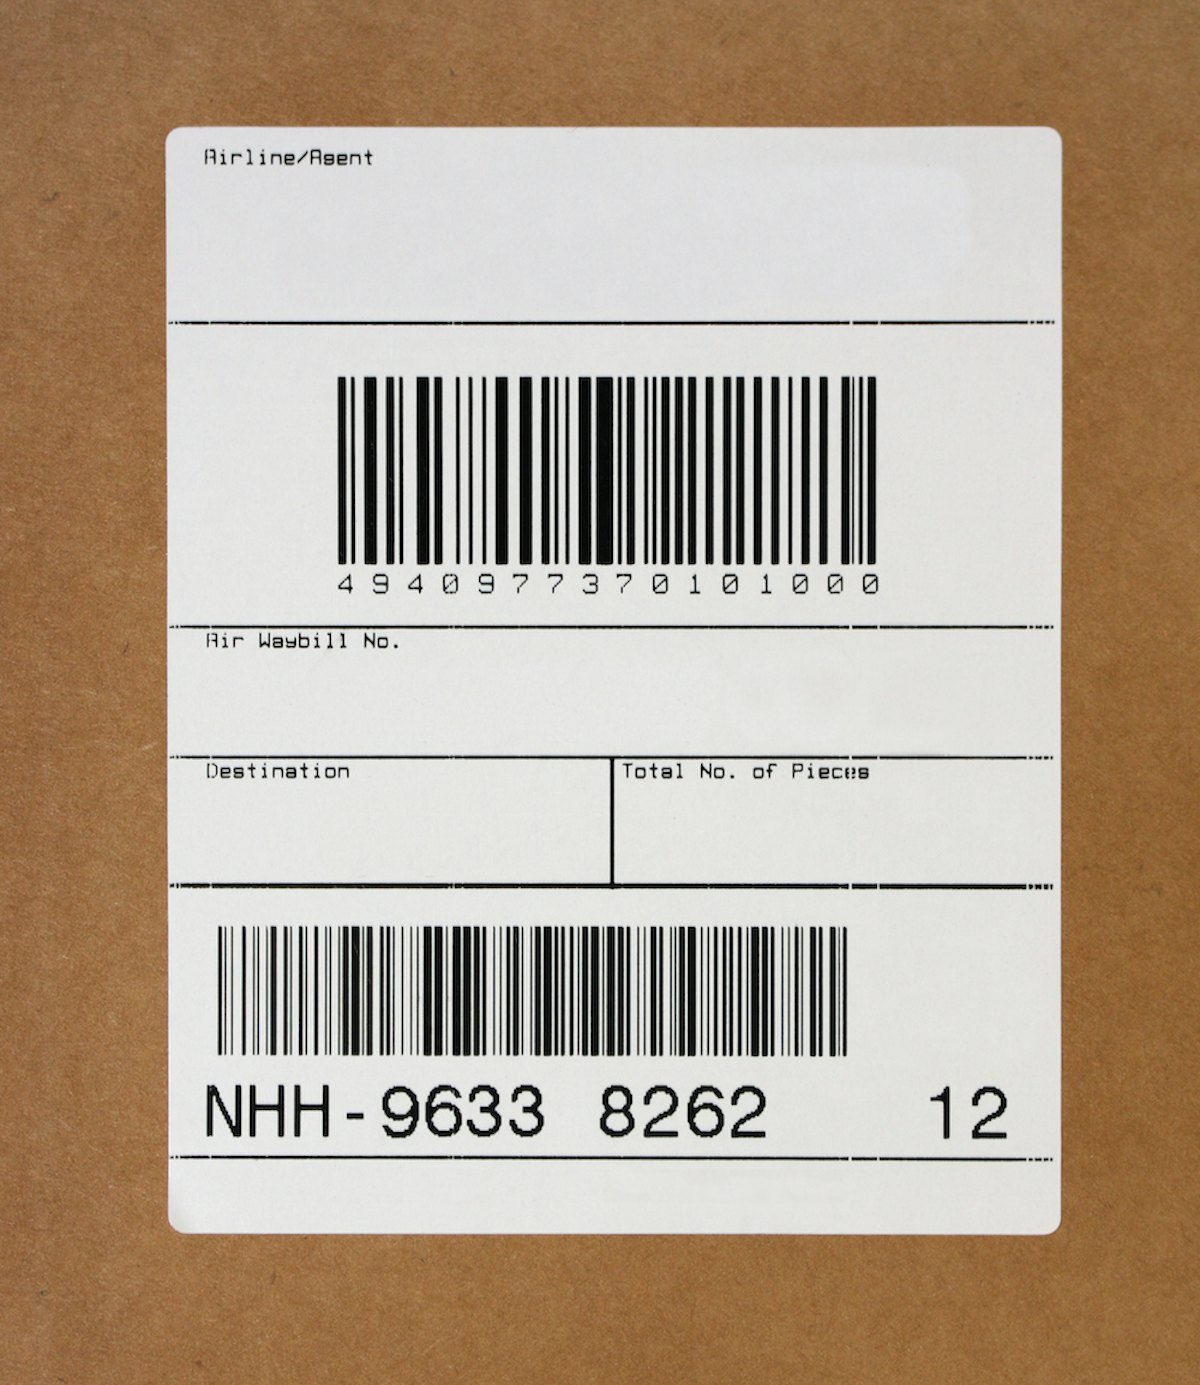 Airline/Agent
4940977370101000
Air Waybill No.
Destination
Total No. of Pieces
NHH-9633 8262 12